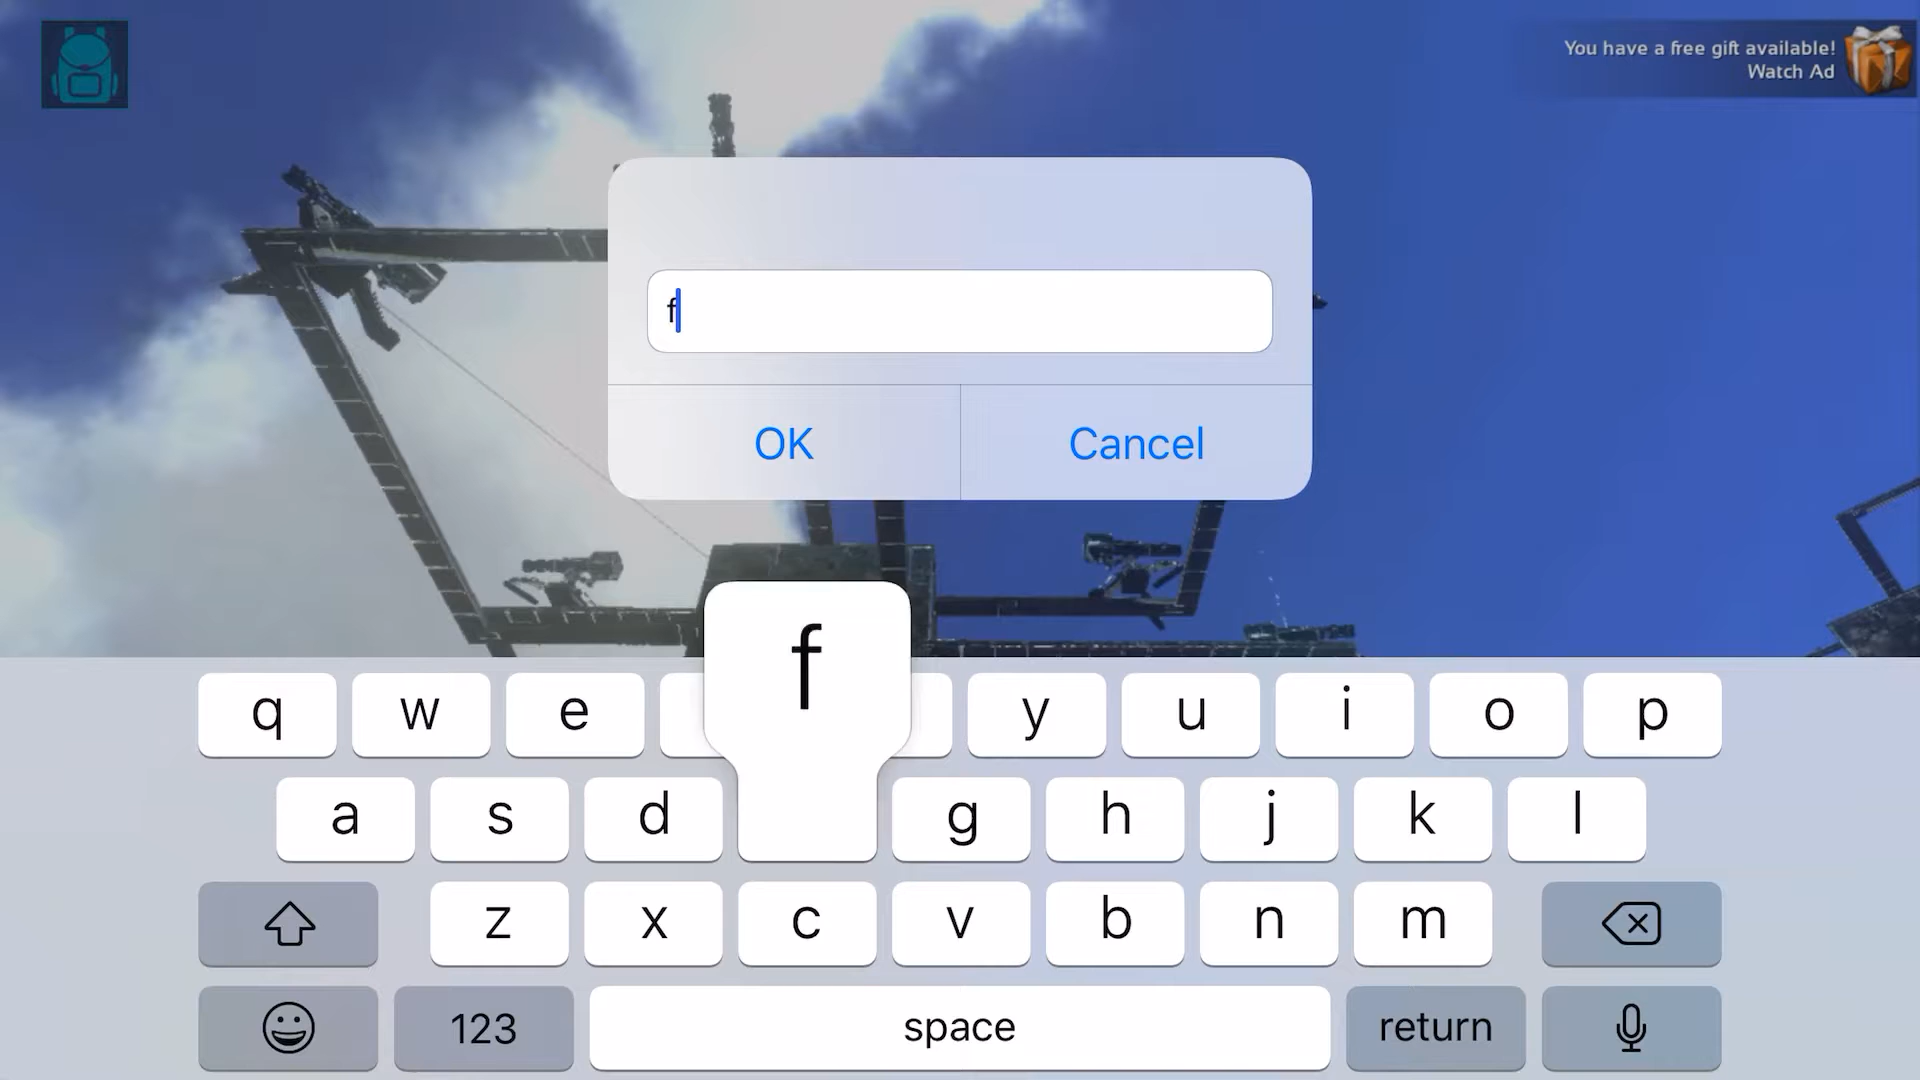 You have a free gift available!
Watch Ad
f
OK Cancel
f
q w e y u i o p
a s d g h j k l
z x c v b n m
123 space return